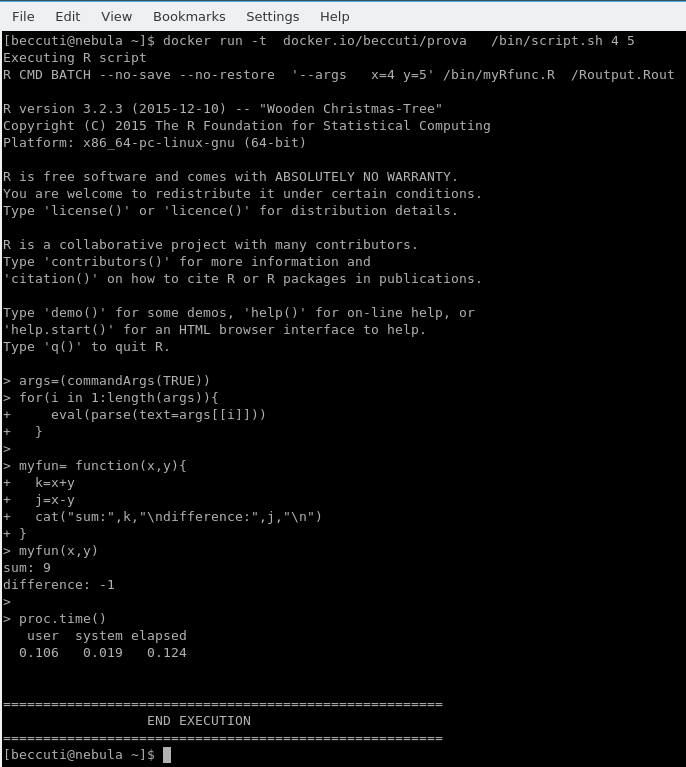 File Edit View Bookmarks Settings Help
[beccuti@nebula ~]$ docker run -t  docker.io/beccuti/prova   /bin/script.sh 4 5
Executing R script
R CMD BATCH --no-save --no-restore  '--args   x=4 y=5' /bin/myRfunc.R  /Routput.Rout

R version 3.2.3 (2015-12-10) -- "Wooden Christmas-Tree"
Copyright (C) 2015 The R Foundation for Statistical Computing
Platform: x86_64-pc-linux-gnu (64-bit)

R is free software and comes with ABSOLUTELY NO WARRANTY.
You are welcome to redistribute it under certain conditions.
Type 'license()' or 'licence()' for distribution details.

R is a collaborative project with many contributors.
Type 'contributors()' for more information and
'citation()' on how to cite R or R packages in publications.

Type 'demo()' for some demos, 'help()' for on-line help, or
'help.start()' for an HTML browser interface to help.
Type 'q()' to quit R.

> args=(commandArgs(TRUE))
> for(i in 1:length(args)){
+     eval(parse(text=args[[i]]))
+   }
>
> myfun= function(x,y){
+   k=x+y
+   j=x-y
+   cat("sum:",k,"\ndifference:",j,"\n")
+ }
> myfun(x,y)
sum: 9
difference: -1
>
> proc.time()
   user  system elapsed
  0.106   0.019   0.124


=======================================================
                  END EXECUTION
=======================================================
[beccuti@nebula ~]$